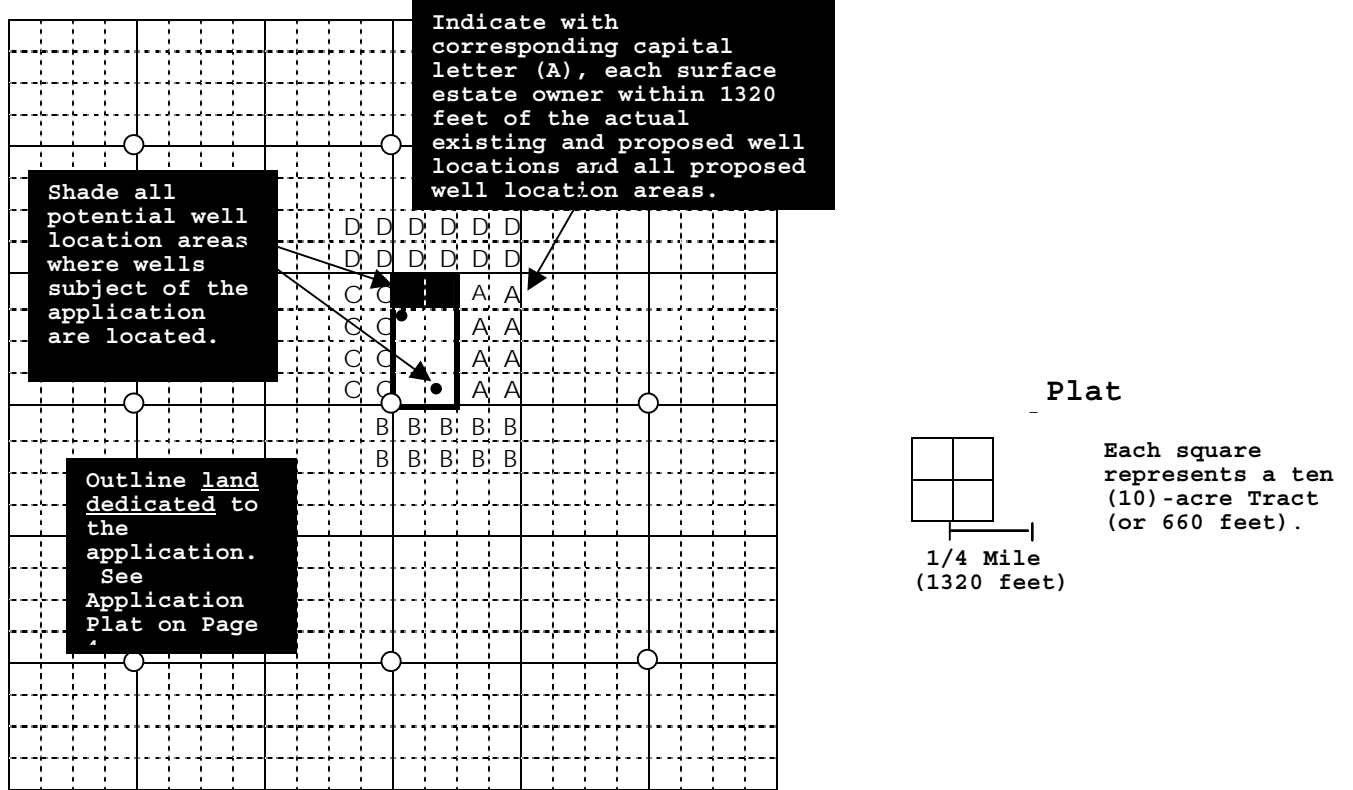 Indicate with
corresponding capital
letter (A), each surface
estate owner within 1320
feet of the actual
existing and proposed well
locations and all proposed
well location areas.
Shade all
potential well
location areas
where wells
subject of the
application
are located.
D D D D D D
D D D D D D
C C A A
C C A A
C C A A
C C A A
B B B B B
B B B B B
Outline land
dedicated to
the
application.
See
Application
Plat on Page
Plat
Each square
represents a ten
(10)-acre Tract
(or 660 feet).
1/4 Mile
(1320 feet)